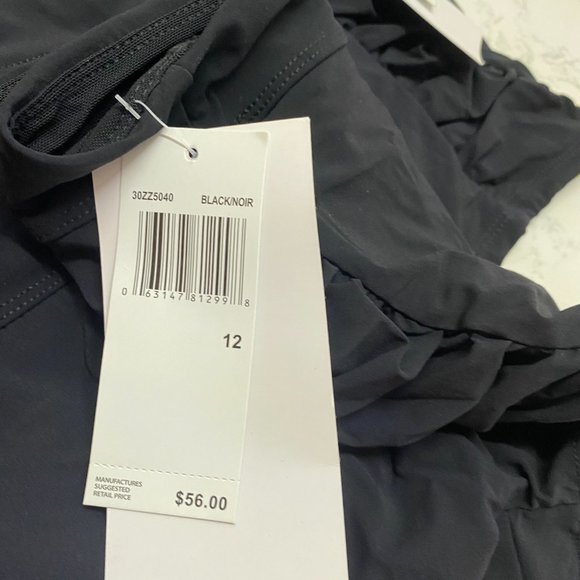 30ZZ5040 BLACK/NOIR
0 63147 81299 8
12
MANUFACTURES
SUGGESTED
RETAIL PRICE
$56.00